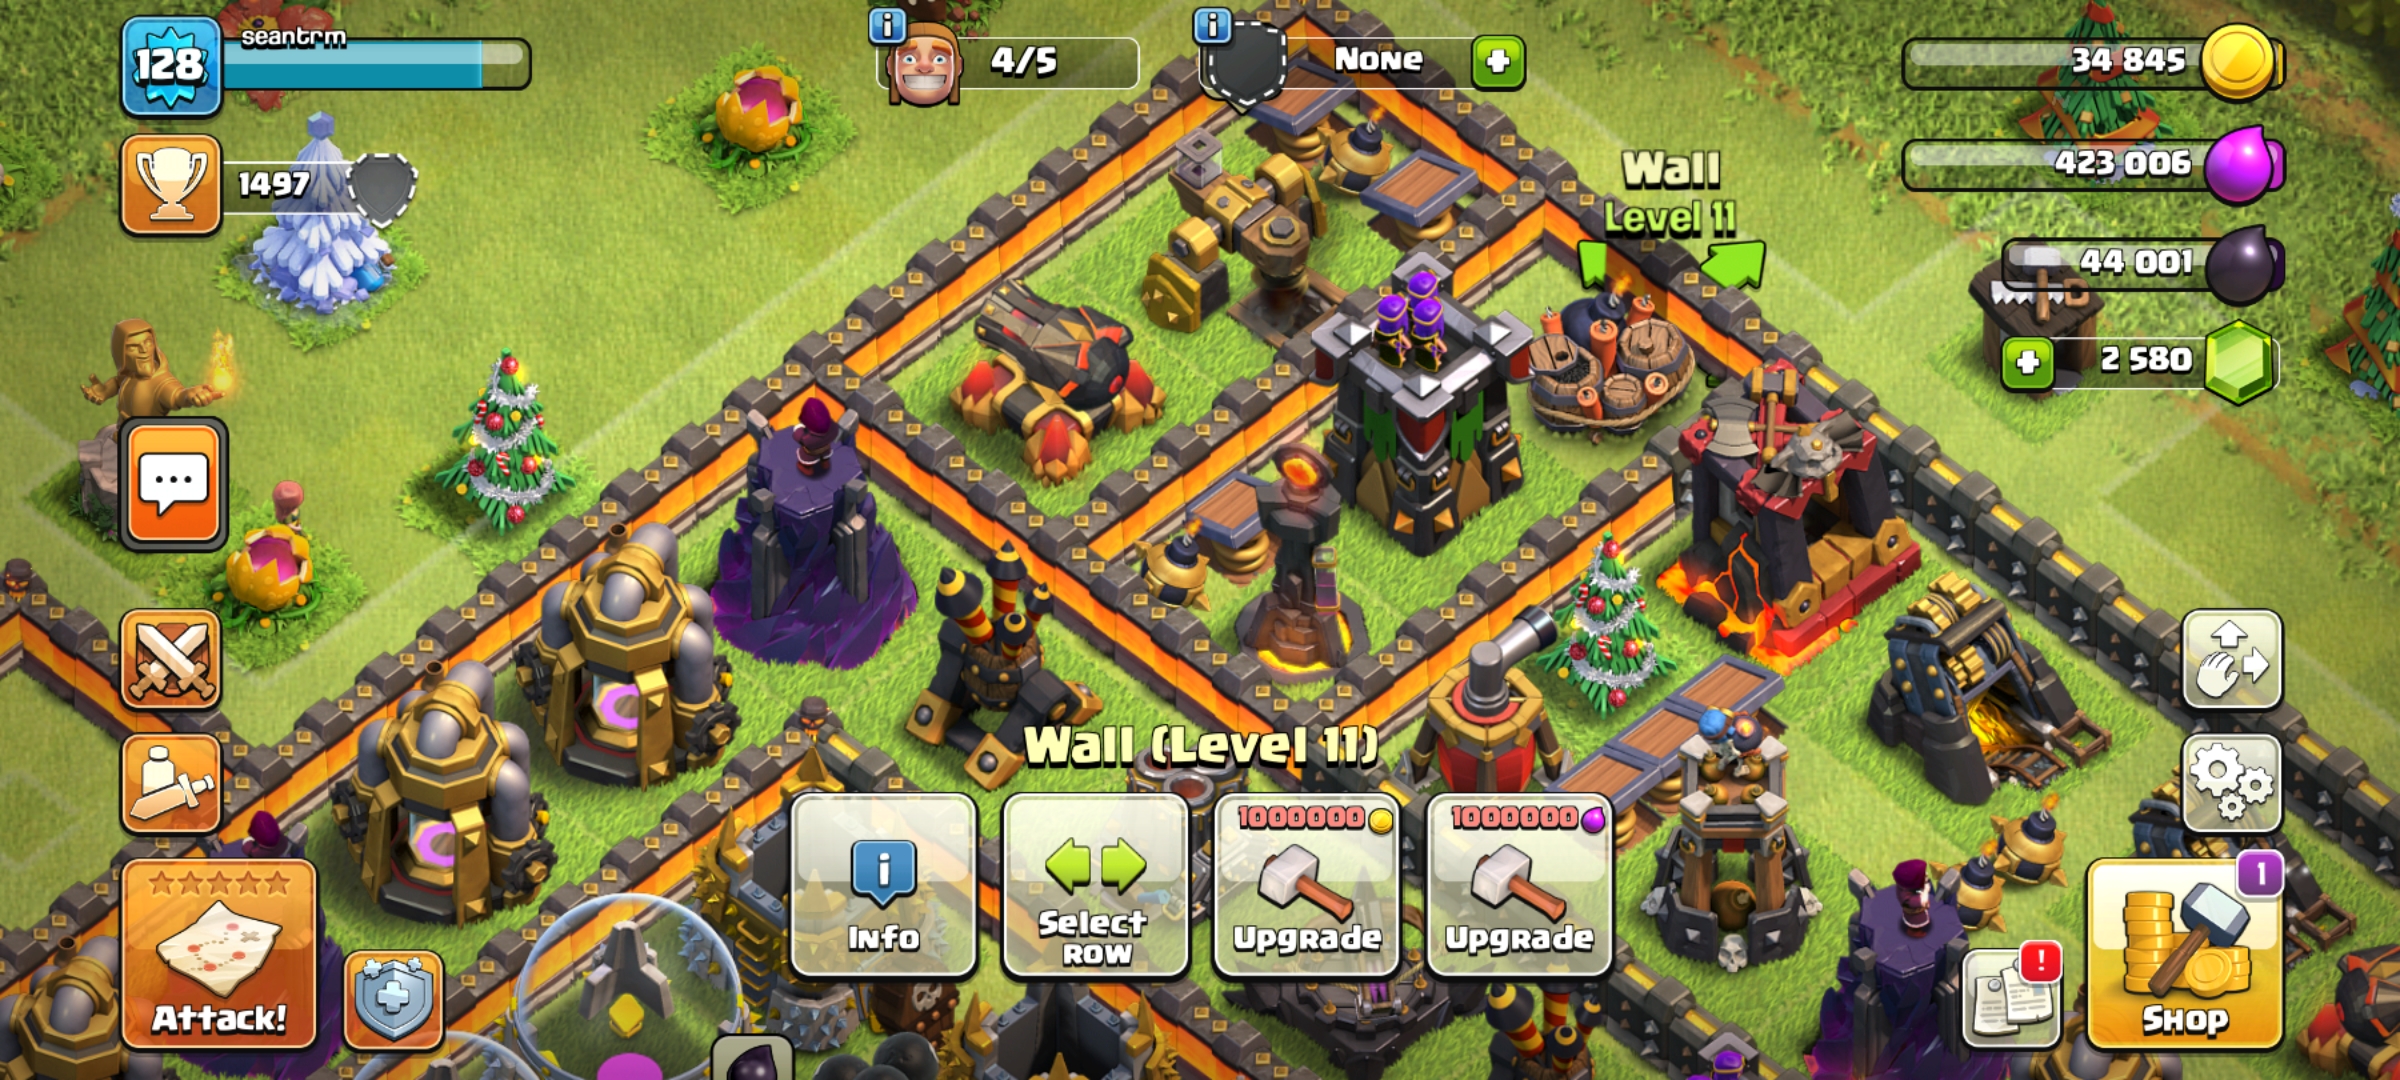 128
seantrm
4/5
None
34 845
1497
423 006
44 001
2 580
Wall
Level 11
Wall (Level 11)
Info
Select
Row
1000000
Upgrade
1000000
Upgrade
Attack!
!
1
Shop